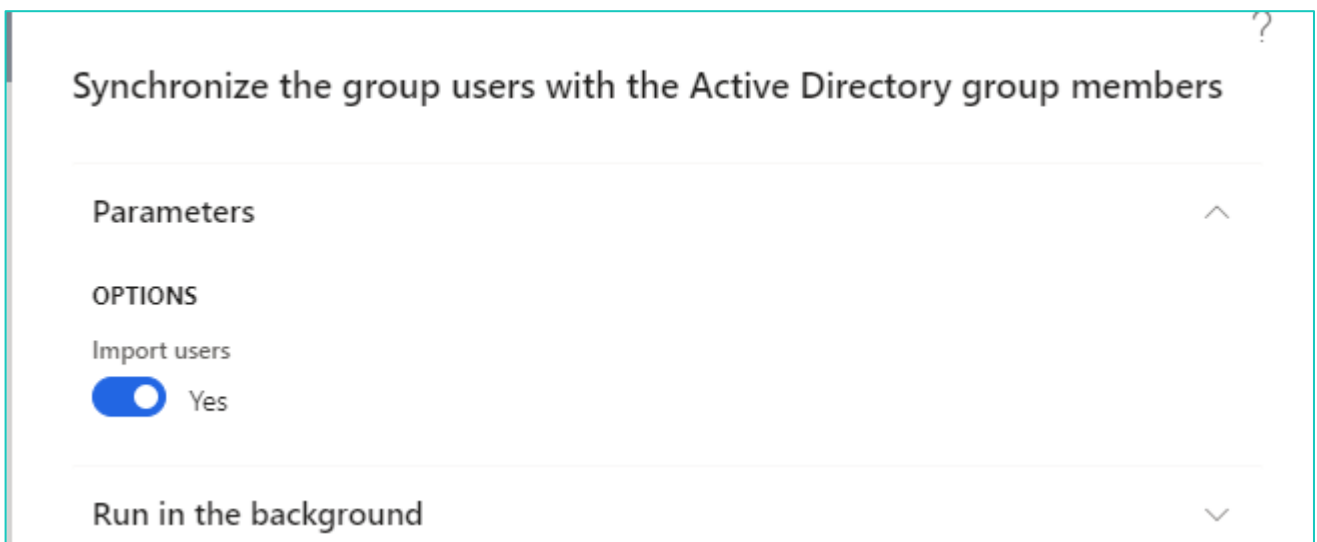 ?
Synchronize the group users with the Active Directory group members
Parameters
OPTIONS
Import users
Yes
Run in the background